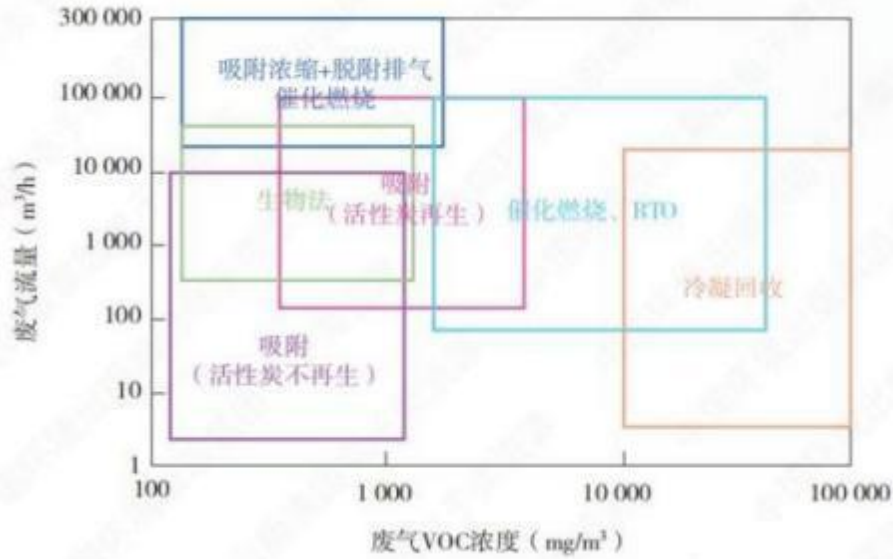 300 000
100 000
10 000
1 000
100
10
1
废气流量（m³/h）
吸附浓缩+脱附排气
催化燃烧
生物法
吸附
（活性炭再生）
催化燃烧、RTO
冷凝回收
吸附
（活性炭不再生）
100
1 000
10 000
100 000
废气VOC浓度（mg/m³）